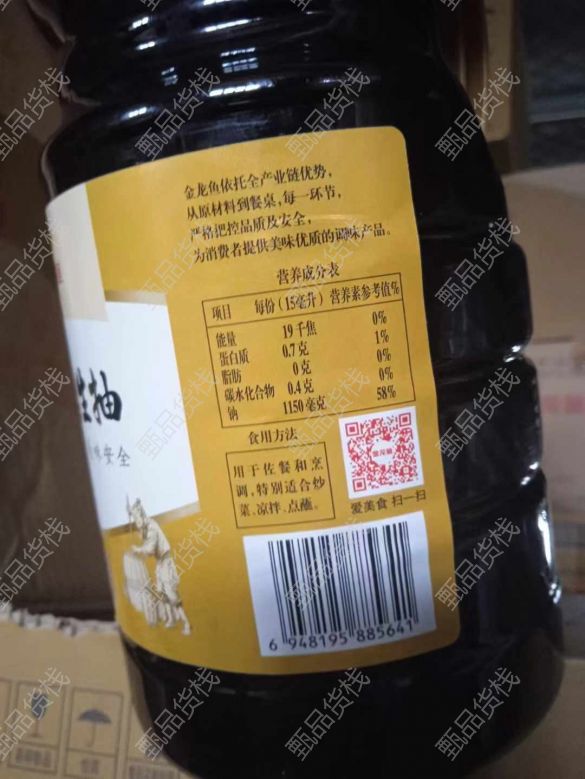 金龙鱼依托全产业链优势，
从原材料到餐桌，每一环节，
严格把控品质及安全，
为消费者提供美味优质的调味产品。
营养成分表
项目 每份（15毫升） 营养素参考值%
能量 19千焦 0%
蛋白质 0.7克 1%
脂肪 0克 0%
碳水化合物 0.4克 0%
钠 1150毫克 58%
食用方法
用于佐餐和烹
调，特别适合炒
菜、凉拌、点蘸。
爱美食 扫一扫
6 948195 885641
抽
味安全
甄品货栈